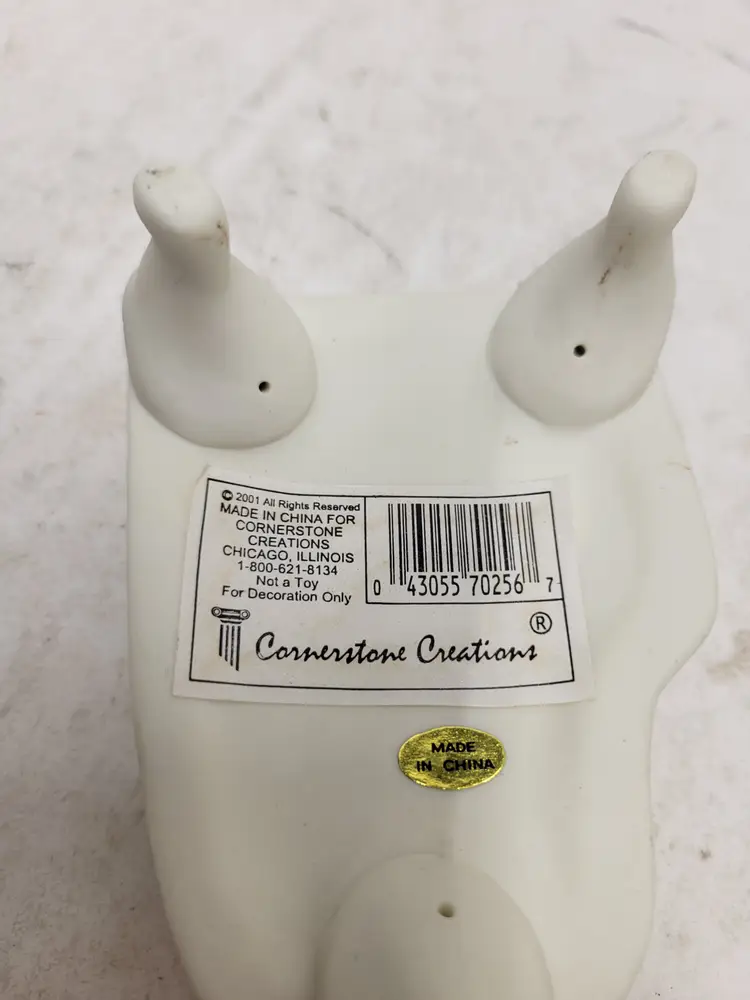 © 2001 All Rights Reserved
MADE IN CHINA FOR
CORNERSTONE
CREATIONS
CHICAGO, ILLINOIS
1-800-621-8134
Not a Toy
For Decoration Only
0 43055 70256 7
Cornerstone Creations ®
MADE
IN CHINA